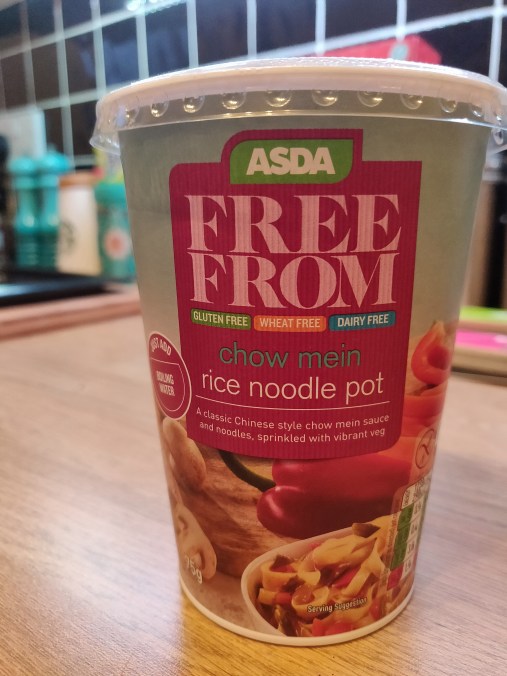 ASDA
FREE
FROM
GLUTEN FREE WHEAT FREE DAIRY FREE
chow mein
rice noodle pot
A classic Chinese style chow mein sauce
and noodles, sprinkled with vibrant veg
JUST ADD
BOILING
WATER
75g
Serving Suggestion